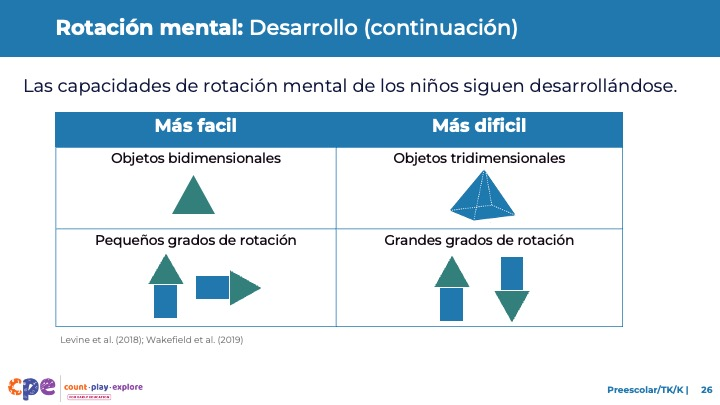 Rotación mental: Desarrollo (continuación)
Las capacidades de rotación mental de los niños siguen desarrollándose.
Más facil
Más dificil
Objetos bidimensionales
Objetos tridimensionales
Pequeños grados de rotación
Grandes grados de rotación
Levine et al. (2018); Wakefield et al. (2019)
cpe
count·play·explore
Preescolar/TK/K | 26